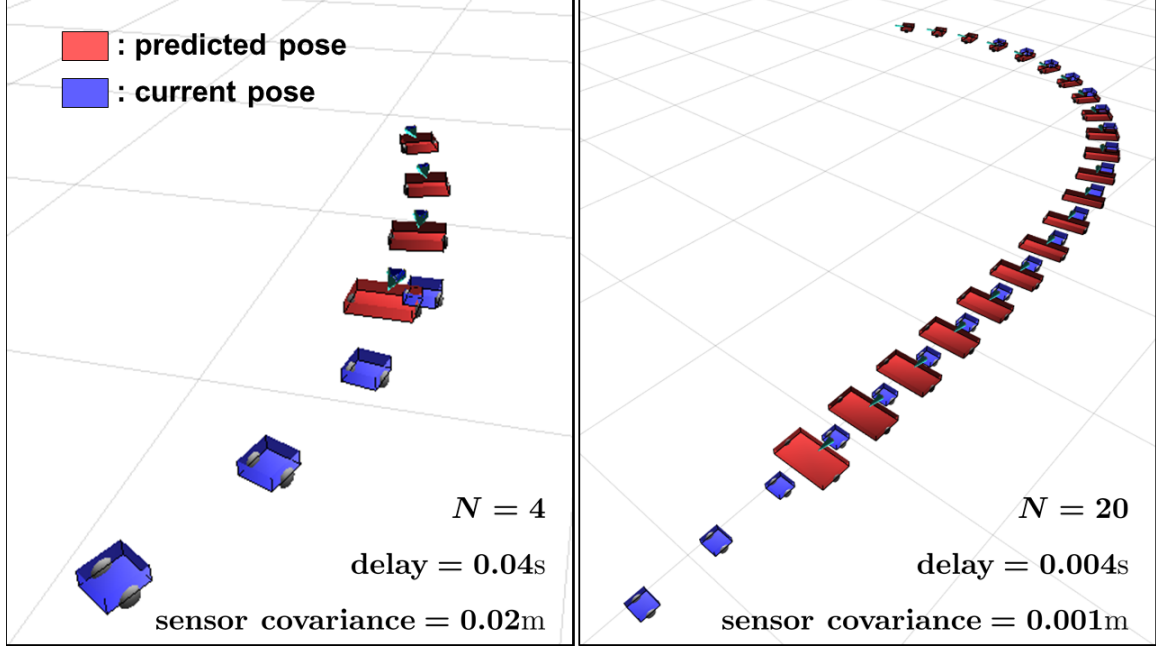 : predicted pose
: current pose
N = 4
delay = 0.04s
sensor covariance = 0.02m
N = 20
delay = 0.004s
sensor covariance = 0.001m